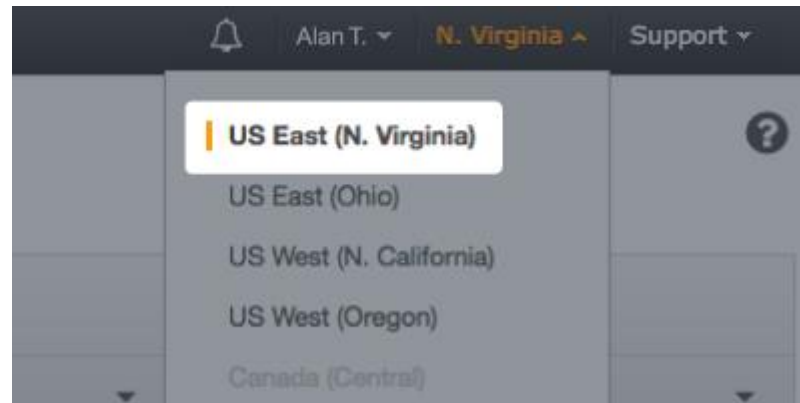 Alan T. N. Virginia Support
US East (N. Virginia)
?
US East (Ohio)
US West (N. California)
US West (Oregon)
Canada (Central)